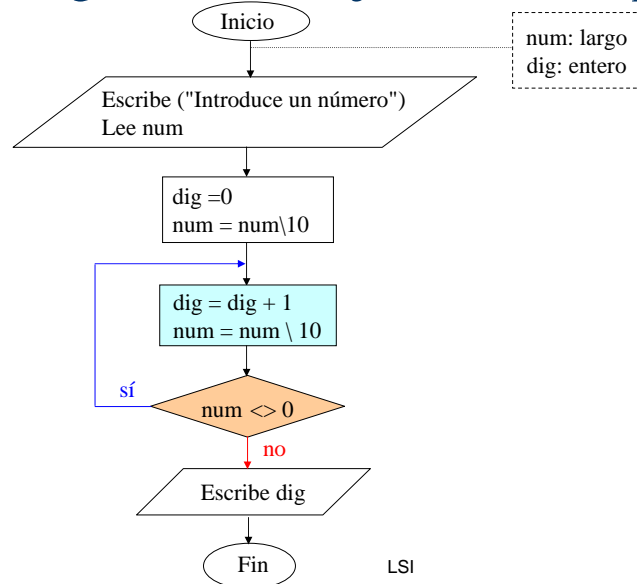 Inicio
num: largo
dig: entero
Escribe ("Introduce un número")
Lee num
dig =0
num = num\10
dig = dig + 1
num = num \ 10
sí
num <> 0
no
Escribe dig
Fin
LSI